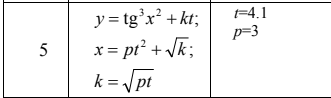 5
y = tg³x² + kt;
x = pt² + √k;
k = √pt
t=4.1
p=3